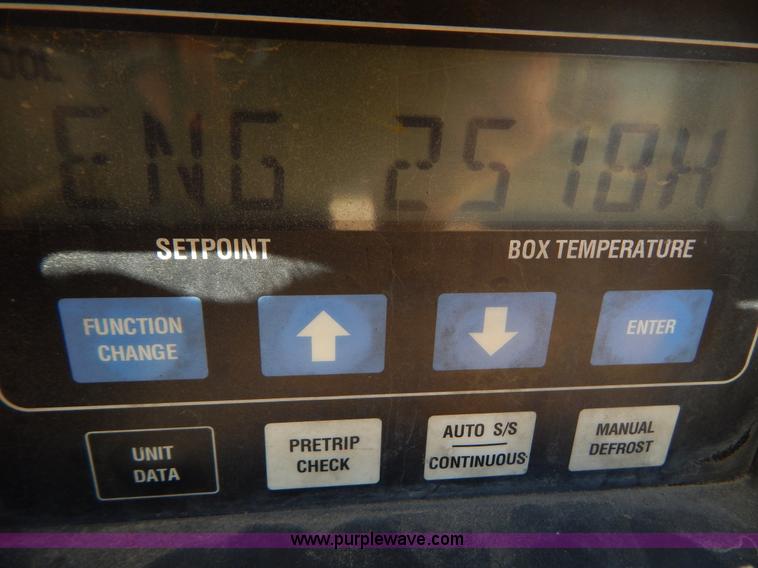 ENG 2518H
SETPOINT BOX TEMPERATURE
FUNCTION
CHANGE
ENTER
UNIT
DATA
PRETRIP
CHECK
AUTO S/S
CONTINUOUS
MANUAL
DEFROST
www.purplewave.com